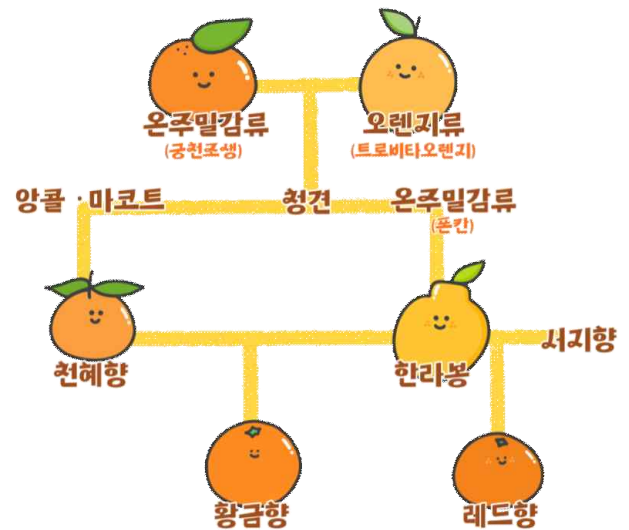 온주밀감류
(궁천조생)
오렌지류
(트로비타오렌지)
앙콜·마코트
청견
온주밀감류
(폰칸)
서지향
천혜향
한라봉
황금향
레드향